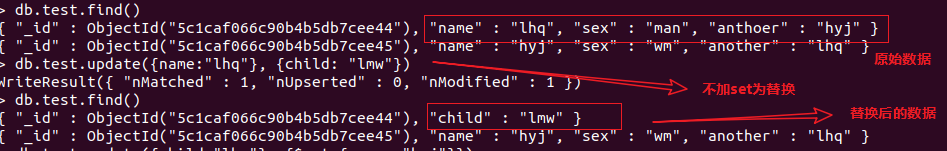 > db.test.find()
{ "_id" : ObjectId("5c1caf066c90b4b5db7cee44"), "name" : "lhq", "sex" : "man", "anthoer" : "hyj" }
{ "_id" : ObjectId("5c1caf066c90b4b5db7cee45"), "name" : "hyj", "sex" : "wm", "another" : "lhq" }
原始数据
> db.test.update({name:"lhq"}, {child: "lmw"})
WriteResult({ "nMatched" : 1, "nUpserted" : 0, "nModified" : 1 })
不加set为替换
> db.test.find()
{ "_id" : ObjectId("5c1caf066c90b4b5db7cee44"), "child" : "lmw" }
替换后的数据
{ "_id" : ObjectId("5c1caf066c90b4b5db7cee45"), "name" : "hyj", "sex" : "wm", "another" : "lhq" }